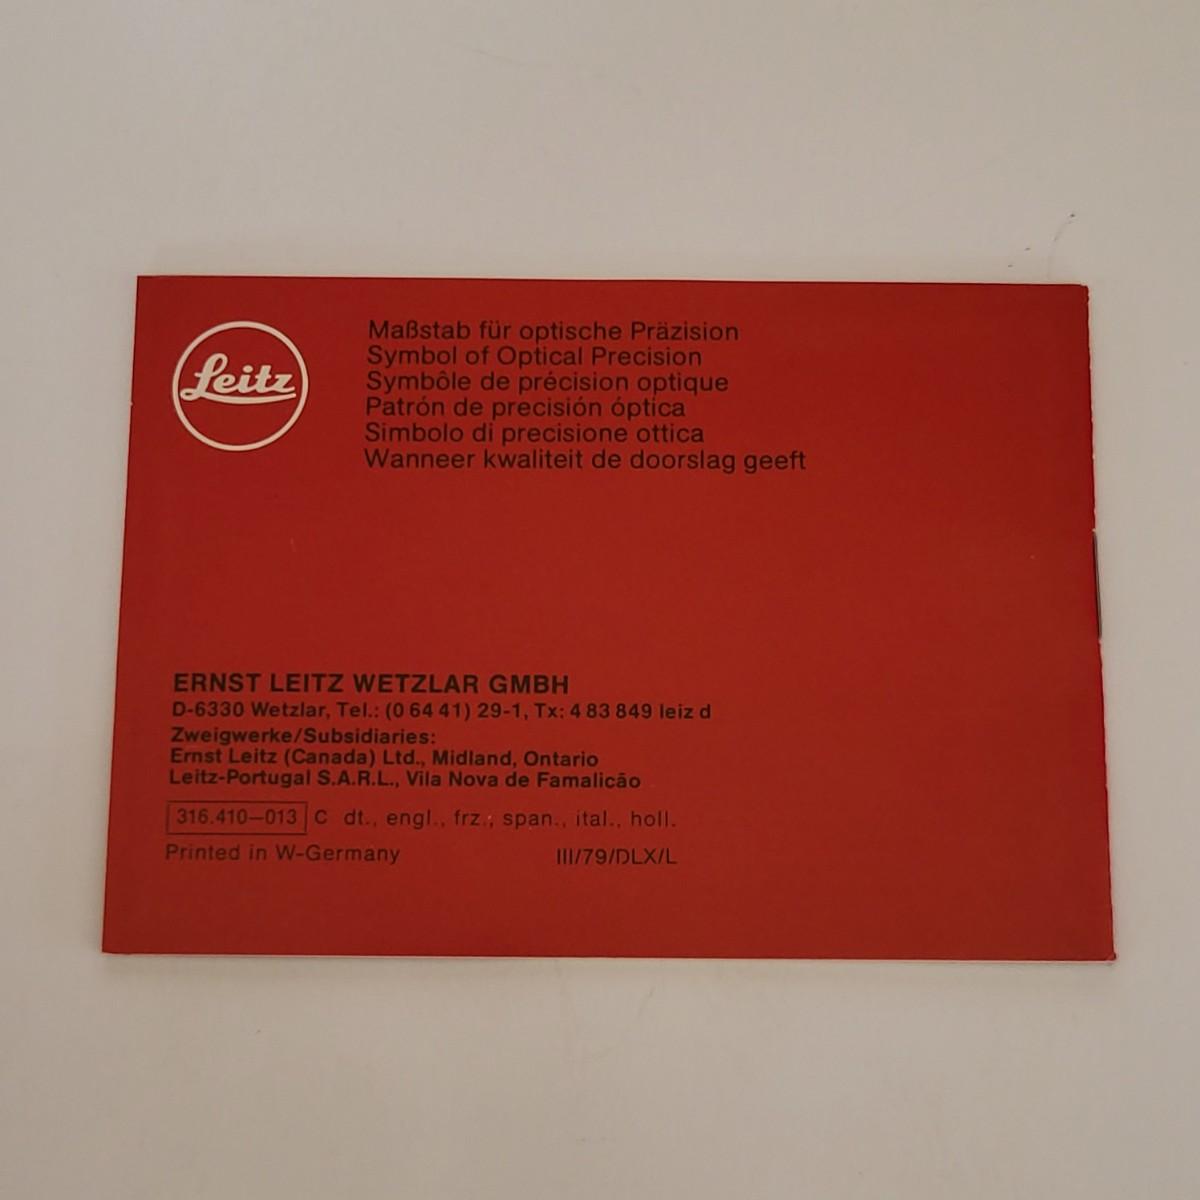 Leitz
Maßstab für optische Präzision
Symbol of Optical Precision
Symbôle de précision optique
Patrón de precisión óptica
Simbolo di precisione ottica
Wanneer kwaliteit de doorslag geeft
ERNST LEITZ WETZLAR GMBH
D-6330 Wetzlar, Tel.: (0 64 41) 29-1, Tx: 4 83 849 leiz d
Zweigwerke/Subsidiaries:
Ernst Leitz (Canada) Ltd., Midland, Ontario
Leitz-Portugal S.A.R.L., Vila Nova de Famalicão
316.410—013 C dt., engl., frz., span., ital., holl.
Printed in W-Germany III/79/DLX/L